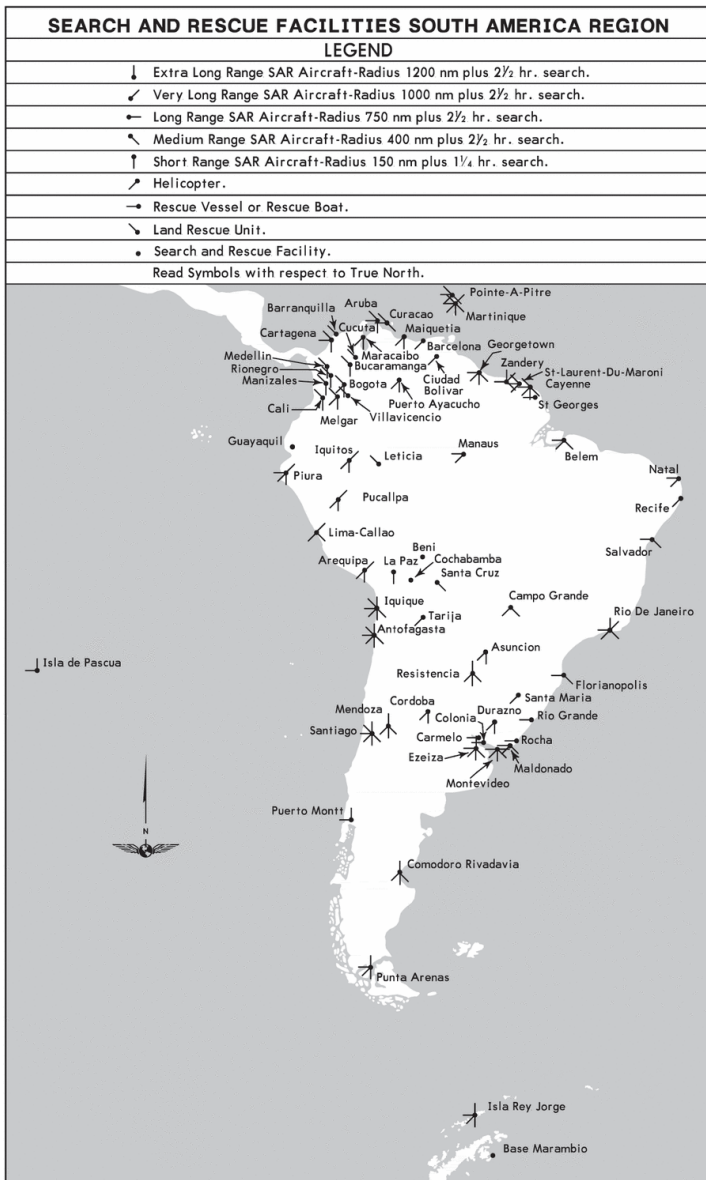 SEARCH AND RESCUE FACILITIES SOUTH AMERICA REGION
LEGEND
Extra Long Range SAR Aircraft-Radius 1200 nm plus 2½ hr. search.
Very Long Range SAR Aircraft-Radius 1000 nm plus 2½ hr. search.
Long Range SAR Aircraft-Radius 750 nm plus 2½ hr. search.
Medium Range SAR Aircraft-Radius 400 nm plus 2½ hr. search.
Short Range SAR Aircraft-Radius 150 nm plus 1¼ hr. search.
Helicopter.
Rescue Vessel or Rescue Boat.
Land Rescue Unit.
Search and Rescue Facility.
Read Symbols with respect to True North.
Pointe-A-Pitre
Martinique
Aruba
Barranquilla
Curacao
Cartagena
Cucuta
Maiquetia
Barcelona
Georgetown
Medellin
Maracaibo
Zandery
Rionegro
Bucaramanga
St-Laurent-Du-Maroni
Manizales
Bogota
Ciudad
Bolivar
Cayenne
Puerto Ayacucho
St Georges
Cali
Melgar
Villavicencio
Guayaquil
Iquitos
Leticia
Manaus
Belem
Piura
Natal
Pucallpa
Recife
Lima-Callao
Salvador
Beni
Arequipa
La Paz
Cochabamba
Santa Cruz
Iquique
Tarija
Campo Grande
Rio De Janeiro
Antofagasta
Asuncion
Isla de Pascua
Resistencia
Florianopolis
Santa Maria
Mendoza
Cordoba
Durazno
Colonia
Rio Grande
Santiago
Carmelo
Rocha
Ezeiza
Maldonado
Montevideo
Puerto Montt
N
Comodoro Rivadavia
Punta Arenas
Isla Rey Jorge
Base Marambio